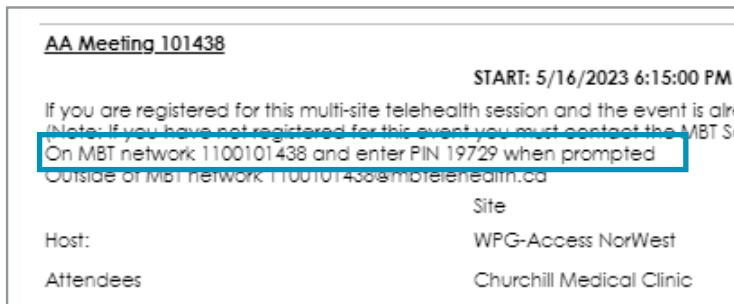 AA Meeting 101438
START: 5/16/2023 6:15:00 PM
If you are registered for this multi-site telehealth session and the event is
(Note: If you have not registered for this event you must contact the MBT
On MBT network 1100101438 and enter PIN 19729 when prompted
Outside of MBT network 1100101438@mbtelehealth.ca
Site
Host: WPG-Access NorWest
Attendees Churchill Medical Clinic